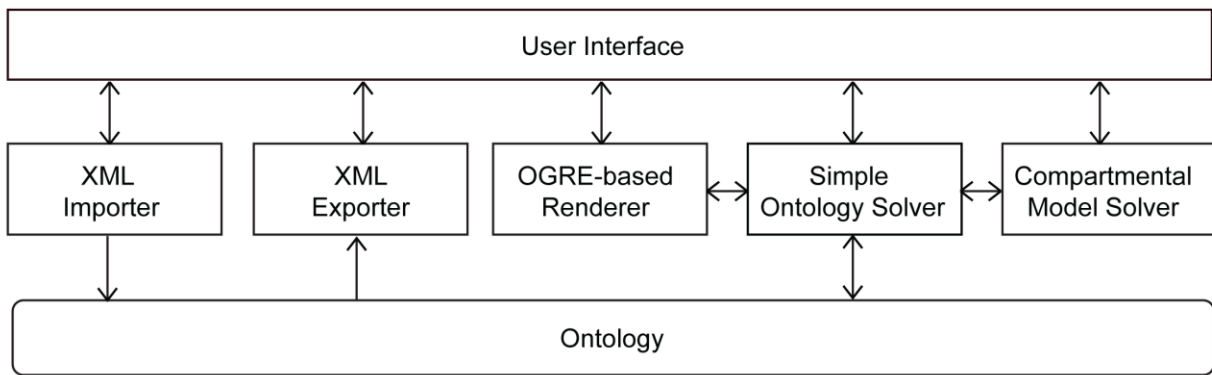 User Interface
XML
Importer
XML
Exporter
OGRE-based
Renderer
Simple
Ontology Solver
Compartmental
Model Solver
Ontology